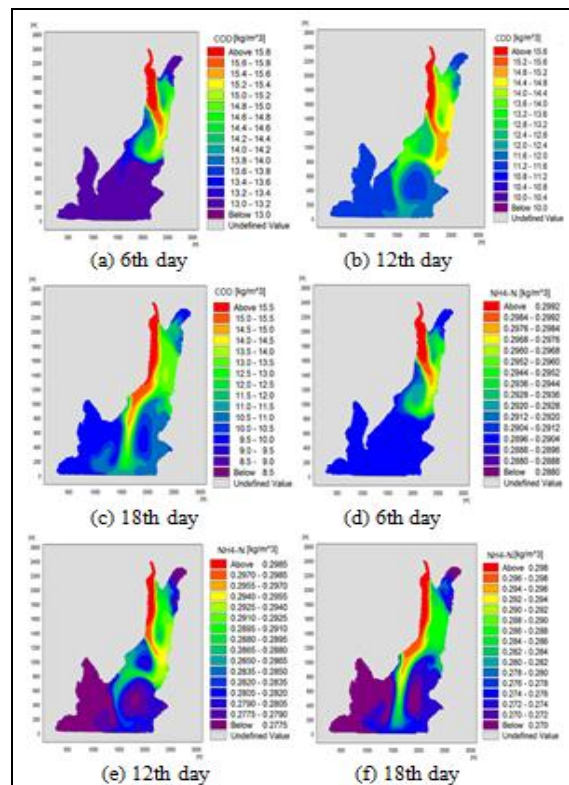 COD [kg/m^3]
Above 15.8
15.6 - 15.8
15.4 - 15.6
15.2 - 15.4
15.0 - 15.2
14.8 - 15.0
14.6 - 14.8
14.4 - 14.6
14.2 - 14.4
14.0 - 14.2
13.8 - 14.0
13.6 - 13.8
13.4 - 13.6
13.2 - 13.4
13.0 - 13.2
Below 13.0
Undefined Value
(a) 6th day
COD [kg/m^3]
Above 15.6
15.2 - 15.6
14.8 - 15.2
14.4 - 14.8
14.0 - 14.4
13.6 - 14.0
13.2 - 13.6
12.8 - 13.2
12.4 - 12.8
12.0 - 12.4
11.6 - 12.0
11.2 - 11.6
10.8 - 11.2
10.4 - 10.8
10.0 - 10.4
Below 10.0
Undefined Value
(b) 12th day
COD [kg/m^3]
Above 15.5
15.0 - 15.5
14.5 - 15.0
14.0 - 14.5
13.5 - 14.0
13.0 - 13.5
12.5 - 13.0
12.0 - 12.5
11.5 - 12.0
11.0 - 11.5
10.5 - 11.0
10.0 - 10.5
9.5 - 10.0
9.0 - 9.5
8.5 - 9.0
Below 8.5
Undefined Value
(c) 18th day
NH4-N [kg/m^3]
Above 0.2992
0.2984 - 0.2992
0.2976 - 0.2984
0.2968 - 0.2976
0.2960 - 0.2968
0.2952 - 0.2960
0.2944 - 0.2952
0.2936 - 0.2944
0.2928 - 0.2936
0.2920 - 0.2928
0.2912 - 0.2920
0.2904 - 0.2912
0.2896 - 0.2904
0.2888 - 0.2896
0.2880 - 0.2888
Below 0.2880
Undefined Value
(d) 6th day
NH4-N [kg/m^3]
Above 0.2985
0.2970 - 0.2985
0.2955 - 0.2970
0.2940 - 0.2955
0.2925 - 0.2940
0.2910 - 0.2925
0.2895 - 0.2910
0.2880 - 0.2895
0.2865 - 0.2880
0.2850 - 0.2865
0.2835 - 0.2850
0.2820 - 0.2835
0.2805 - 0.2820
0.2790 - 0.2805
0.2775 - 0.2790
Below 0.2775
Undefined Value
(e) 12th day
NH4-N [kg/m^3]
Above 0.298
0.296 - 0.298
0.294 - 0.296
0.292 - 0.294
0.290 - 0.292
0.288 - 0.290
0.286 - 0.288
0.284 - 0.286
0.282 - 0.284
0.280 - 0.282
0.278 - 0.280
0.276 - 0.278
0.274 - 0.276
0.272 - 0.274
0.270 - 0.272
Below 0.270
Undefined Value
(f) 18th day